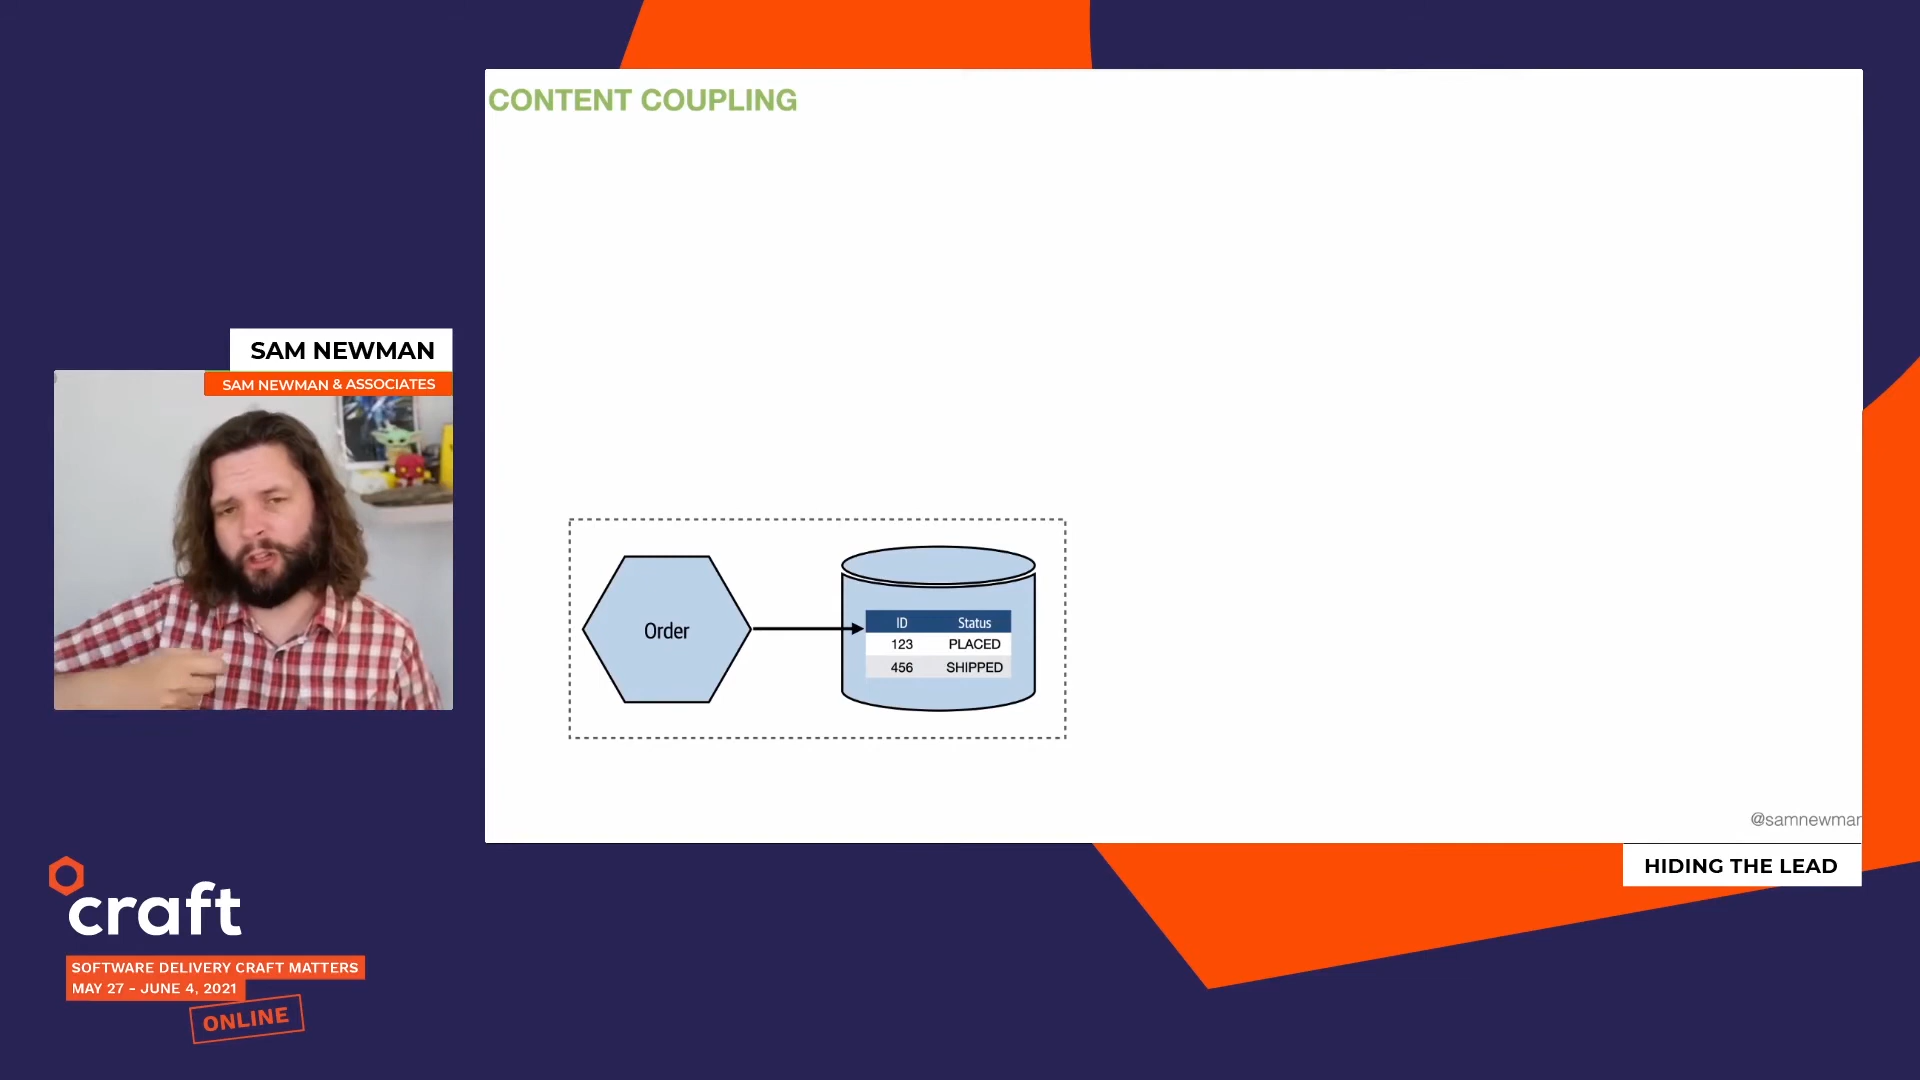 CONTENT COUPLING
SAM NEWMAN
SAM NEWMAN & ASSOCIATES
Order
ID Status
123 PLACED
456 SHIPPED
@samnewman
HIDING THE LEAD
craft
SOFTWARE DELIVERY CRAFT MATTERS
MAY 27 - JUNE 4, 2021
ONLINE